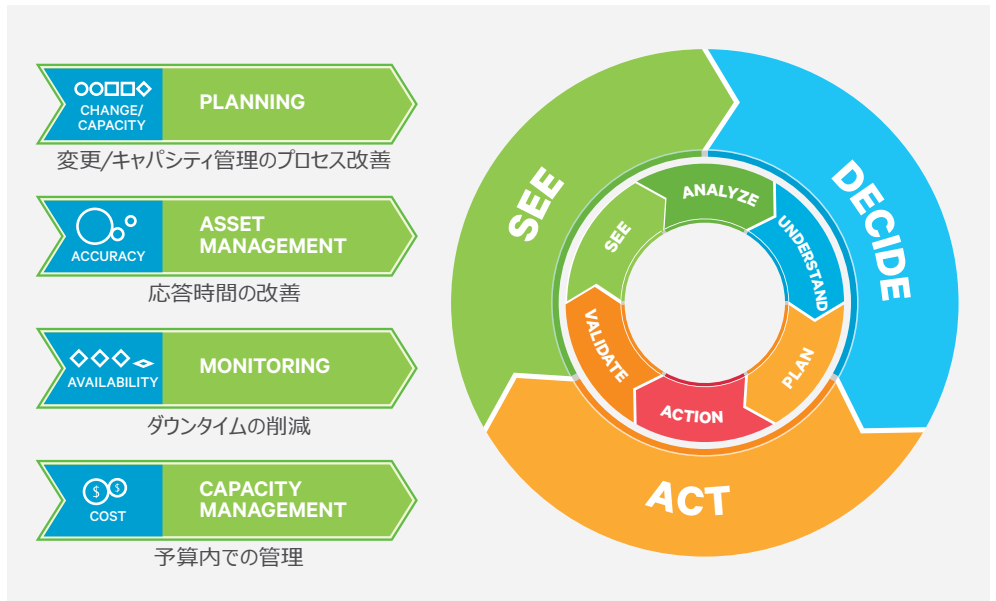 CHANGE/
CAPACITY
PLANNING
変更/キャパシティ管理のプロセス改善
ACCURACY
ASSET
MANAGEMENT
応答時間の改善
AVAILABILITY
MONITORING
ダウンタイムの削減
$ $
COST
CAPACITY
MANAGEMENT
予算内での管理
SEE
DECIDE
ACT
SEE
ANALYZE
UNDERSTAND
PLAN
ACTION
VALIDATE